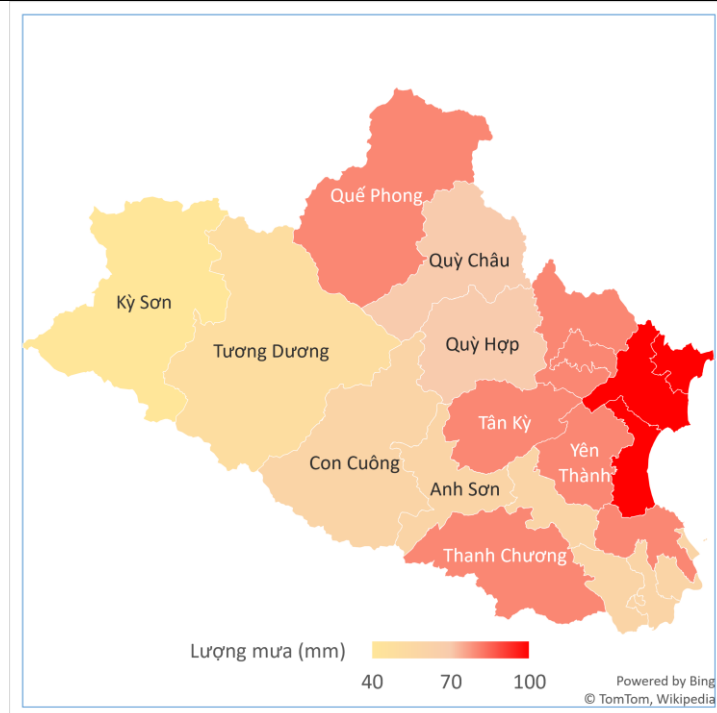 Quế Phong
Quỳ Châu
Kỳ Sơn
Tương Dương
Quỳ Hợp
Tân Kỳ
Yên
Thành
Con Cuông
Anh Sơn
Thanh Chương
Lượng mưa (mm)
40 70 100
Powered by Bing
© TomTom, Wikipedia